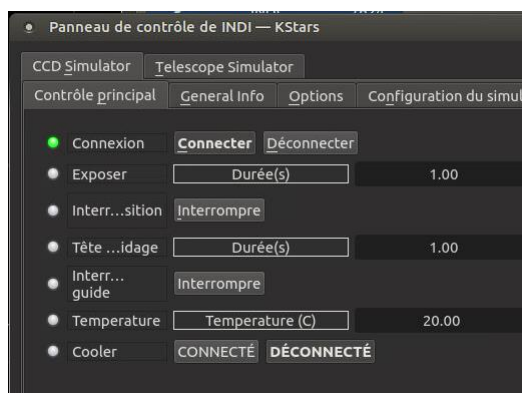 Panneau de contrôle de INDI — KStars
CCD Simulator Telescope Simulator
Contrôle principal General Info Options Configuration du simul
Connexion Connecter Déconnecter
Exposer Durée(s) 1.00
Interr...sition Interrompre
Tête ...idage Durée(s) 1.00
Interr...
guide Interrompre
Temperature Temperature (C) 20.00
Cooler CONNECTÉ DÉCONNECTÉ